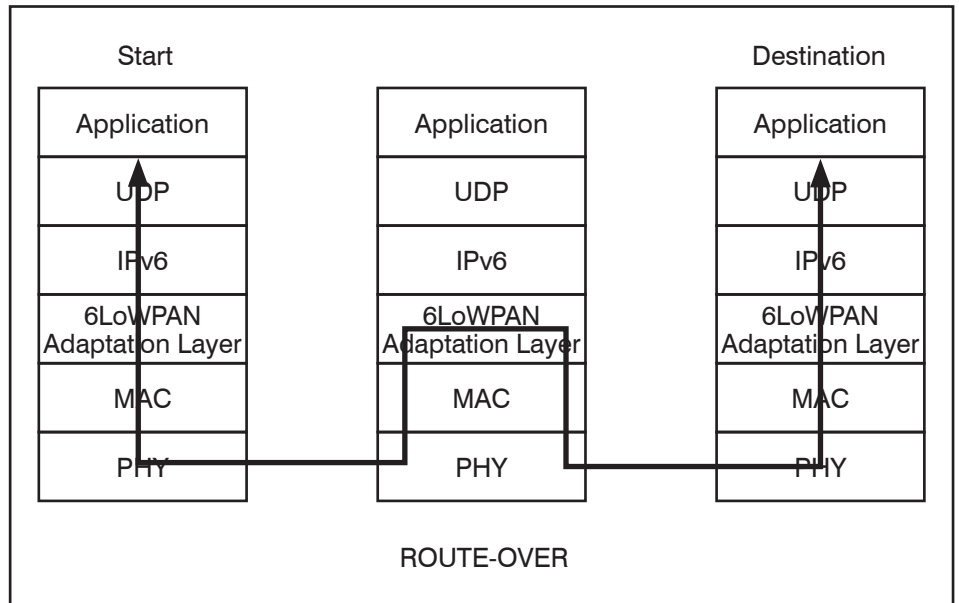 Start
Destination
Application
Application
Application
UDP
UDP
UDP
IPv6
IPv6
IPv6
6LoWPAN
Adaptation Layer
6LoWPAN
Adaptation Layer
6LoWPAN
Adaptation Layer
MAC
MAC
MAC
PHY
PHY
PHY
ROUTE-OVER